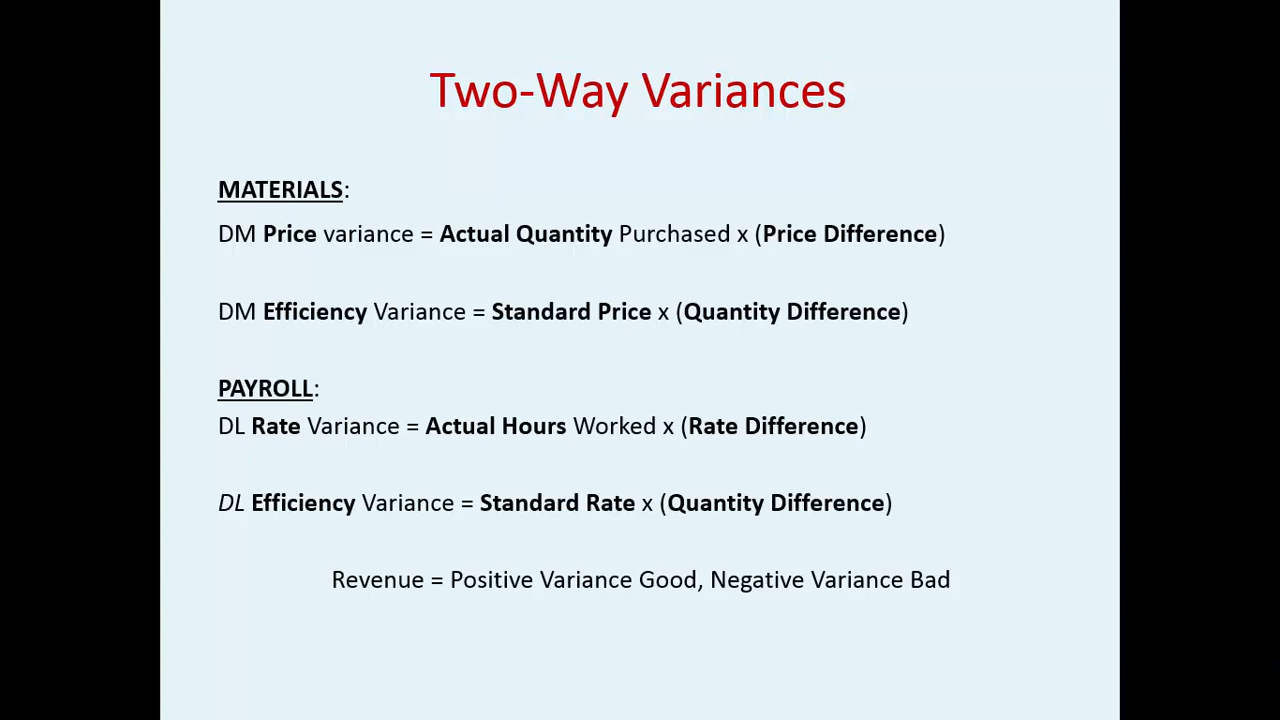 Two-Way Variances
MATERIALS:
DM Price variance = Actual Quantity Purchased x (Price Difference)
DM Efficiency Variance = Standard Price x (Quantity Difference)
PAYROLL:
DL Rate Variance = Actual Hours Worked x (Rate Difference)
DL Efficiency Variance = Standard Rate x (Quantity Difference)
Revenue = Positive Variance Good, Negative Variance Bad